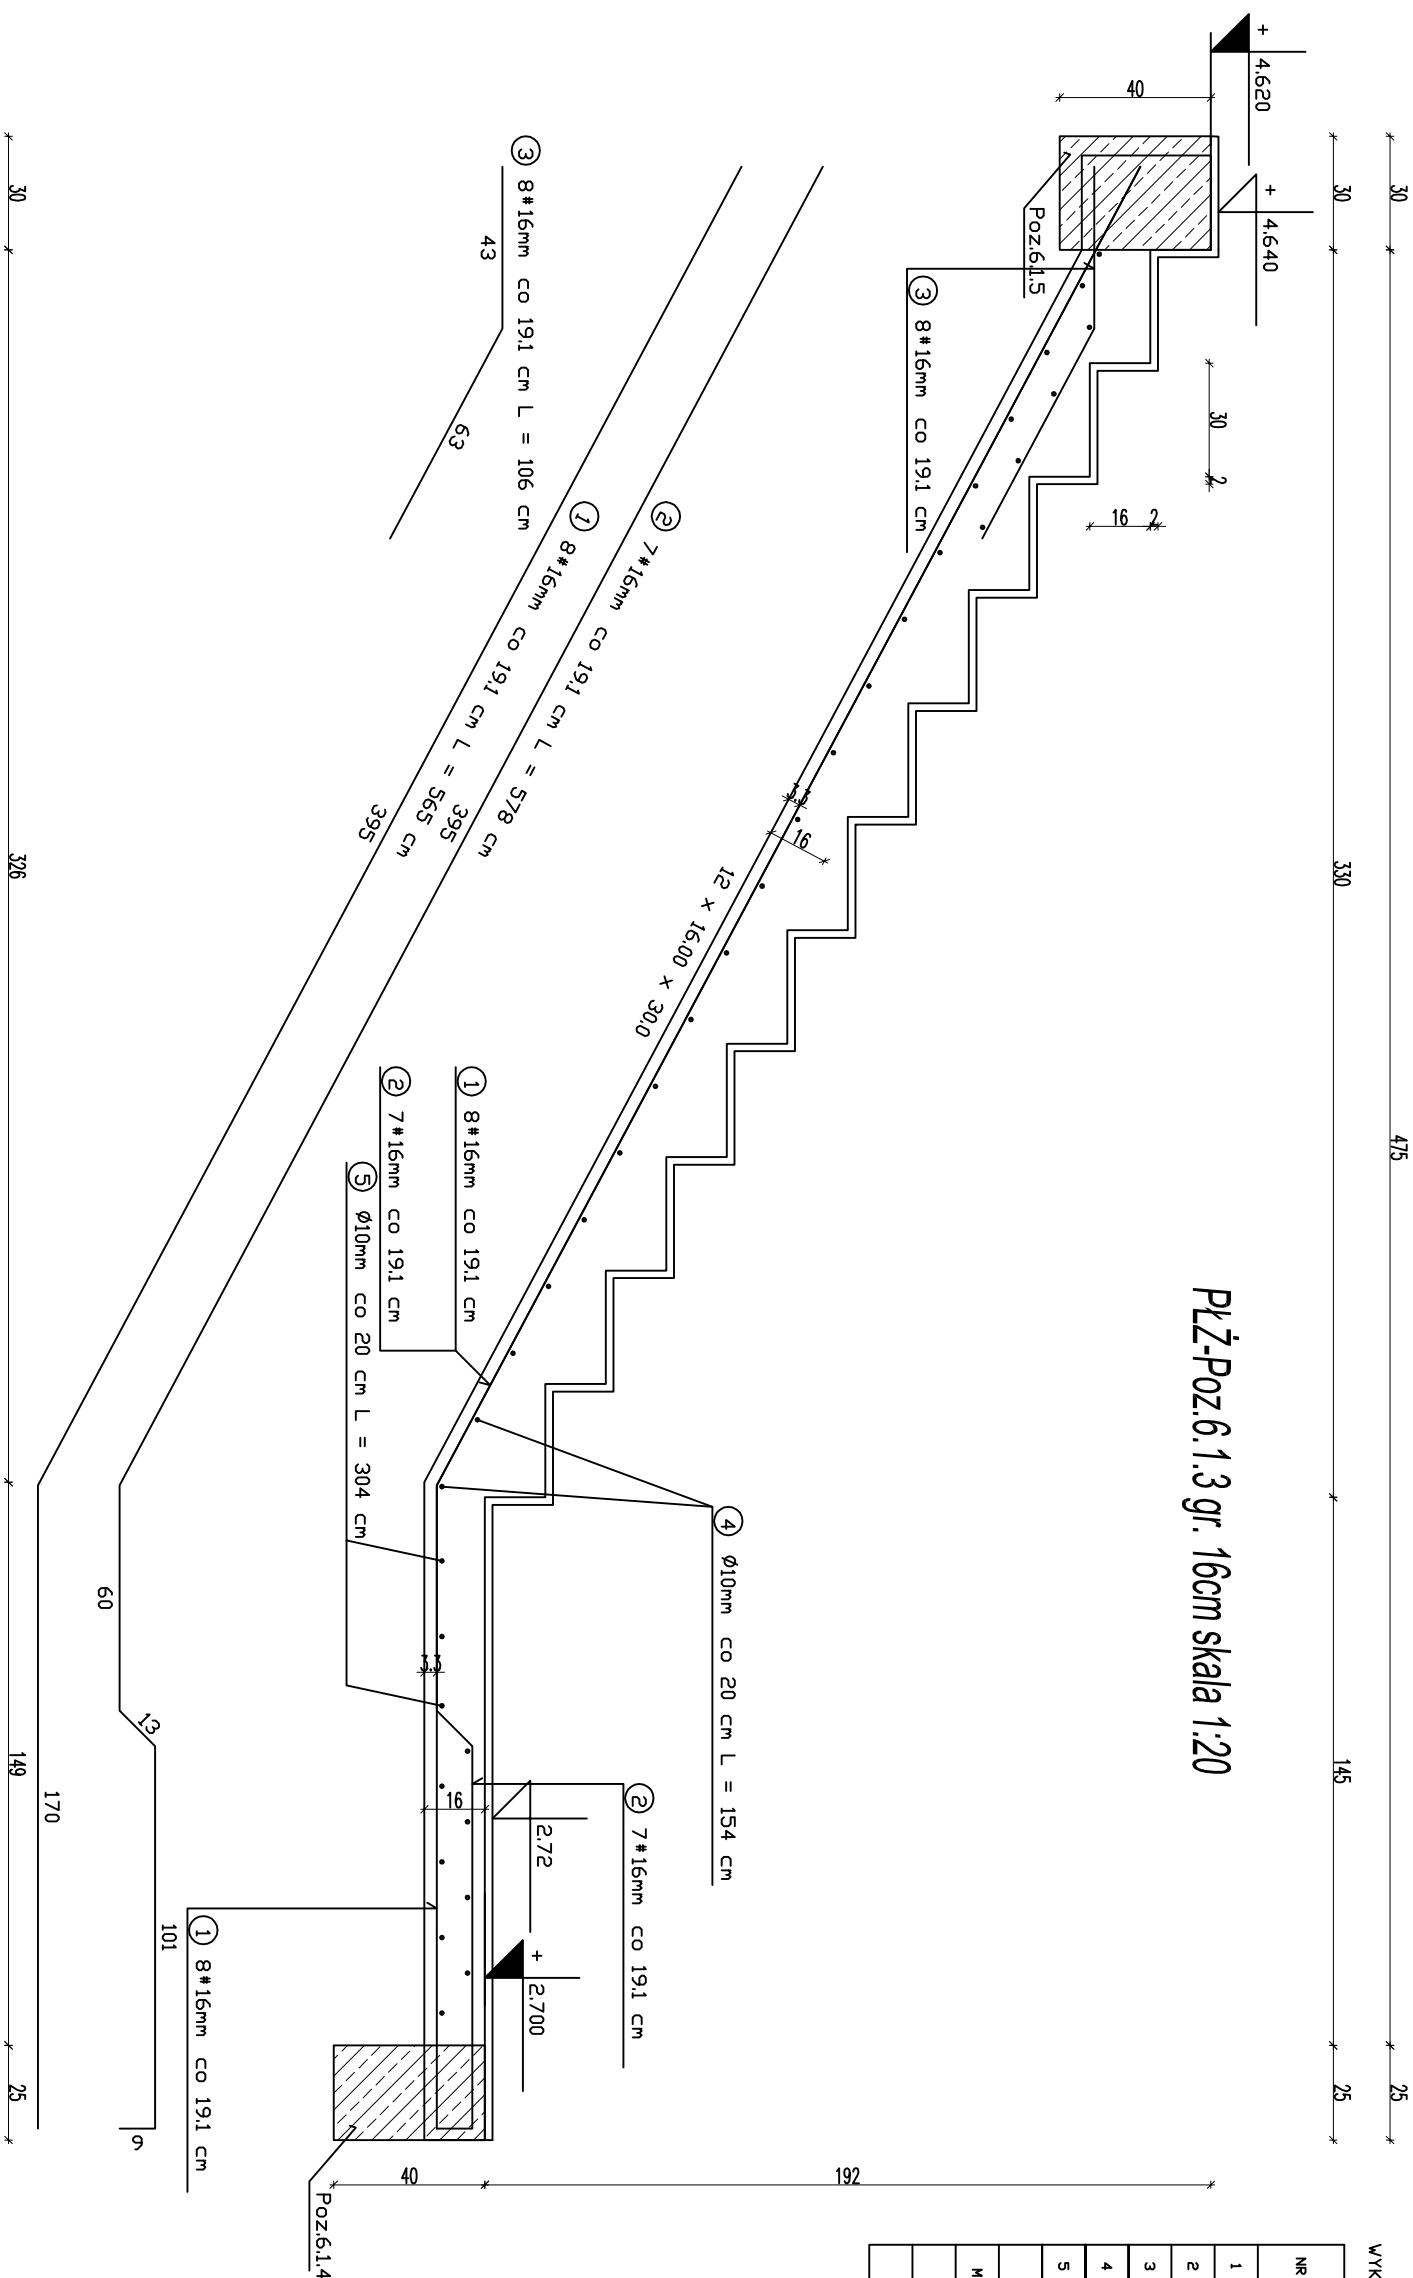 PŁŻ-Poz.6.1.3 gr. 16cm skala 1:20
30
475
25
30
330
145
25
+
4.620
+
4.640
40
Poz.6.1.5
30
2
16
2
3 8#16mm co 19.1 cm
3.3
16
12 x 16.00 x 30.0
4 Ø10mm co 20 cm L = 154 cm
2 7#16mm co 19.1 cm
2.72
+
2.700
192
40
16
3.3
1 8#16mm co 19.1 cm
2 7#16mm co 19.1 cm
5 Ø10mm co 20 cm L = 304 cm
1 8#16mm co 19.1 cm
Poz.6.1.4
3 8#16mm co 19.1 cm L = 106 cm
43
63
2 7#16mm co 19.1 cm L = 578 cm
395
1 8#16mm co 19.1 cm L = 565 cm
395
60
13
101
9
170
30
326
149
25
WYK
NR
1
2
3
4
5
M